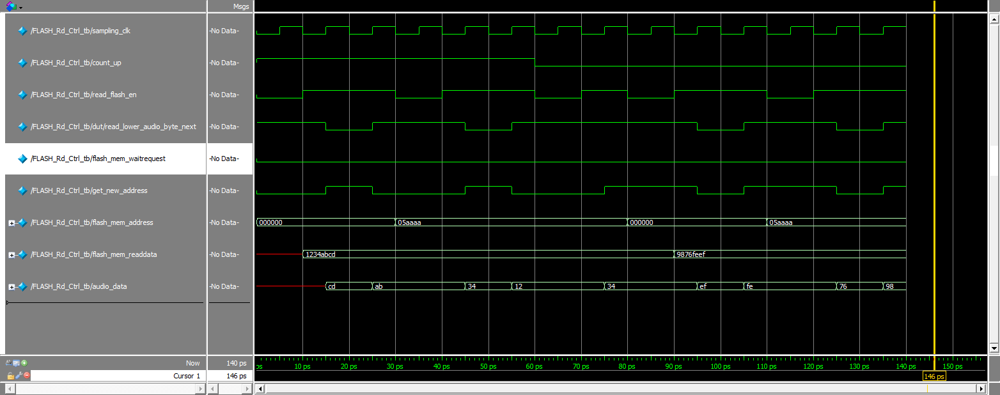 Msgs
/FLASH_Rd_Ctrl_tb/sampling_clk -No Data-
/FLASH_Rd_Ctrl_tb/count_up -No Data-
/FLASH_Rd_Ctrl_tb/read_flash_en -No Data-
/FLASH_Rd_Ctrl_tb/dut/read_lower_audio_byte_next -No Data-
/FLASH_Rd_Ctrl_tb/flash_mem_waitrequest -No Data-
/FLASH_Rd_Ctrl_tb/get_new_address -No Data-
/FLASH_Rd_Ctrl_tb/flash_mem_address -No Data- 000000 05aaaa 000000 05aaaa
/FLASH_Rd_Ctrl_tb/flash_mem_readdata -No Data- 1234abcd 9876feef
/FLASH_Rd_Ctrl_tb/audio_data -No Data- cd ab 34 12 34 ef fe 76 98
Now 140 ps ps 10 ps 20 ps 30 ps 40 ps 50 ps 60 ps 70 ps 80 ps 90 ps 100 ps 110 ps 120 ps 130 ps 140 ps 150 ps
Cursor 1 146 ps 146 ps